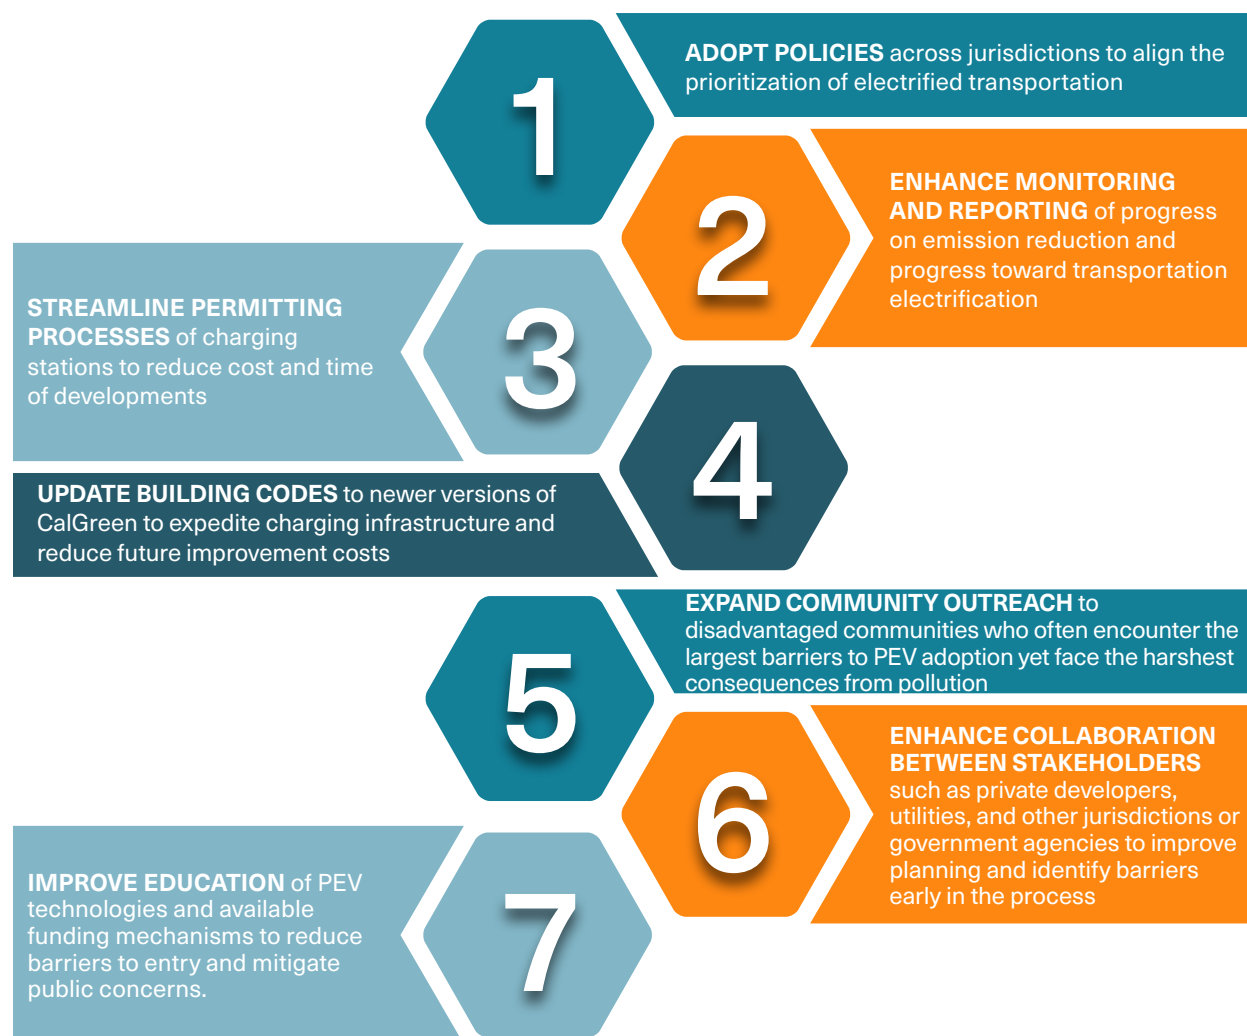 1
ADOPT POLICIES across jurisdictions to align the
prioritization of electrified transportation
2
ENHANCE MONITORING
AND REPORTING of progress
on emission reduction and
progress toward transportation
electrification
3
STREAMLINE PERMITTING
PROCESSES of charging
stations to reduce cost and time
of developments
4
UPDATE BUILDING CODES to newer versions of
CalGreen to expedite charging infrastructure and
reduce future improvement costs
5
EXPAND COMMUNITY OUTREACH to
disadvantaged communities who often encounter the
largest barriers to PEV adoption yet face the harshest
consequences from pollution
6
ENHANCE COLLABORATION
BETWEEN STAKEHOLDERS
such as private developers,
utilities, and other jurisdictions or
government agencies to improve
planning and identify barriers
early in the process
7
IMPROVE EDUCATION of PEV
technologies and available
funding mechanisms to reduce
barriers to entry and mitigate
public concerns.